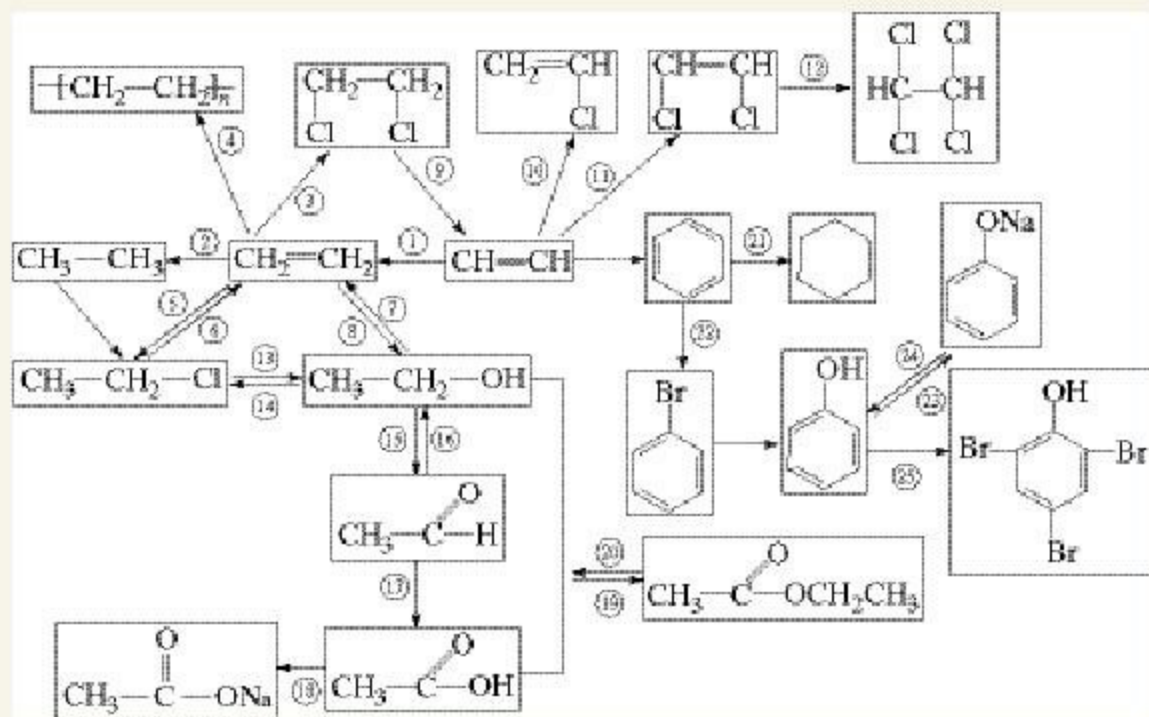 Cl Cl
-[CH₂—CH₂]ₙ
CH₂—CH₂
Cl Cl
CH₂=CH
Cl
CH=CH
Cl Cl
⑫
HC—CH
Cl Cl
④
③
⑨
⑩
⑪
CH₃—CH₃
②
CH₂=CH₂
①
CH≡CH
㉑
ONa
⑤
⑥
⑦
⑧
㉒
CH₃—CH₂—Cl
⑬
⑭
CH₃—CH₂—OH
Br
OH
㉔
㉓
㉕
OH
Br
Br
Br
⑮
⑯
O
CH₃—C—H
⑰
⑳
⑲
O
CH₃—C—OCH₂CH₃
O
CH₃—C—ONa
⑱
O
CH₃—C—OH